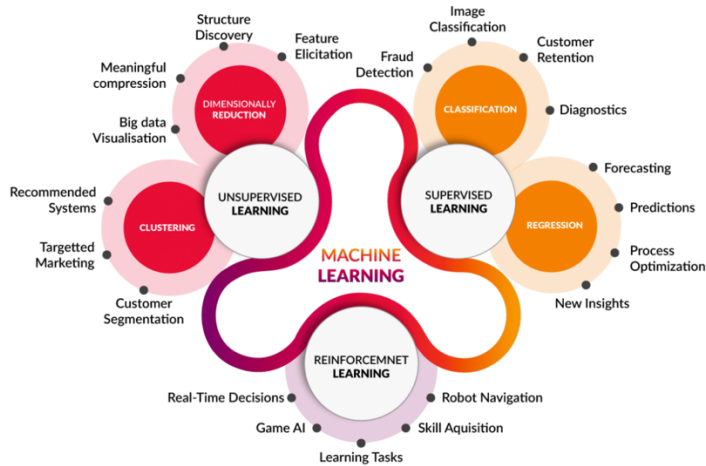 Structure
Discovery
Feature
Elicitation
Meaningful
compression
Big data
Visualisation
DIMENSIONALLY
REDUCTION
UNSUPERVISED
LEARNING
CLUSTERING
Recommended
Systems
Targetted
Marketing
Customer
Segmentation
Image
Classification
Customer
Retention
Fraud
Detection
Diagnostics
CLASSIFICATION
SUPERVISED
LEARNING
REGRESSION
Forecasting
Predictions
Process
Optimization
New Insights
MACHINE
LEARNING
REINFORCEMNET
LEARNING
Real-Time Decisions
Game AI
Learning Tasks
Skill Aquisition
Robot Navigation